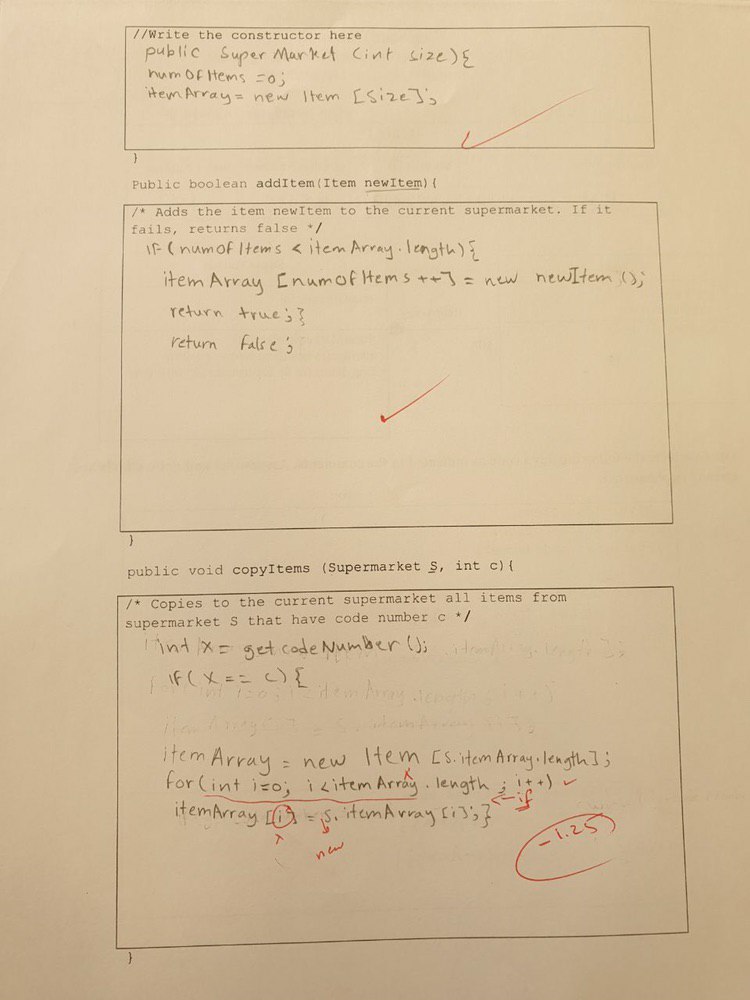 //Write the constructor here
public SuperMarket (int size){
numOfItems =0;
itemArray= new Item [size];
}
Public boolean addItem(Item newItem){
/* Adds the item newItem to the current supermarket. If it
fails, returns false */
if (numofItems < itemArray.length){
itemArray [numofItems ++] = new newItem ();
return true;}
return false;
}
public void copyItems (Supermarket S, int c){
/* Copies to the current supermarket all items from
supermarket S that have code number c */
int x = getcodeNumber ();
if( x == c) {
itemArray = new Item [S.itemArray.length];
x
for(int i=0; i<itemArray.length ; i++)
← if
itemArray [i] = S.itemArray [i];}
x
new
-1.25
}